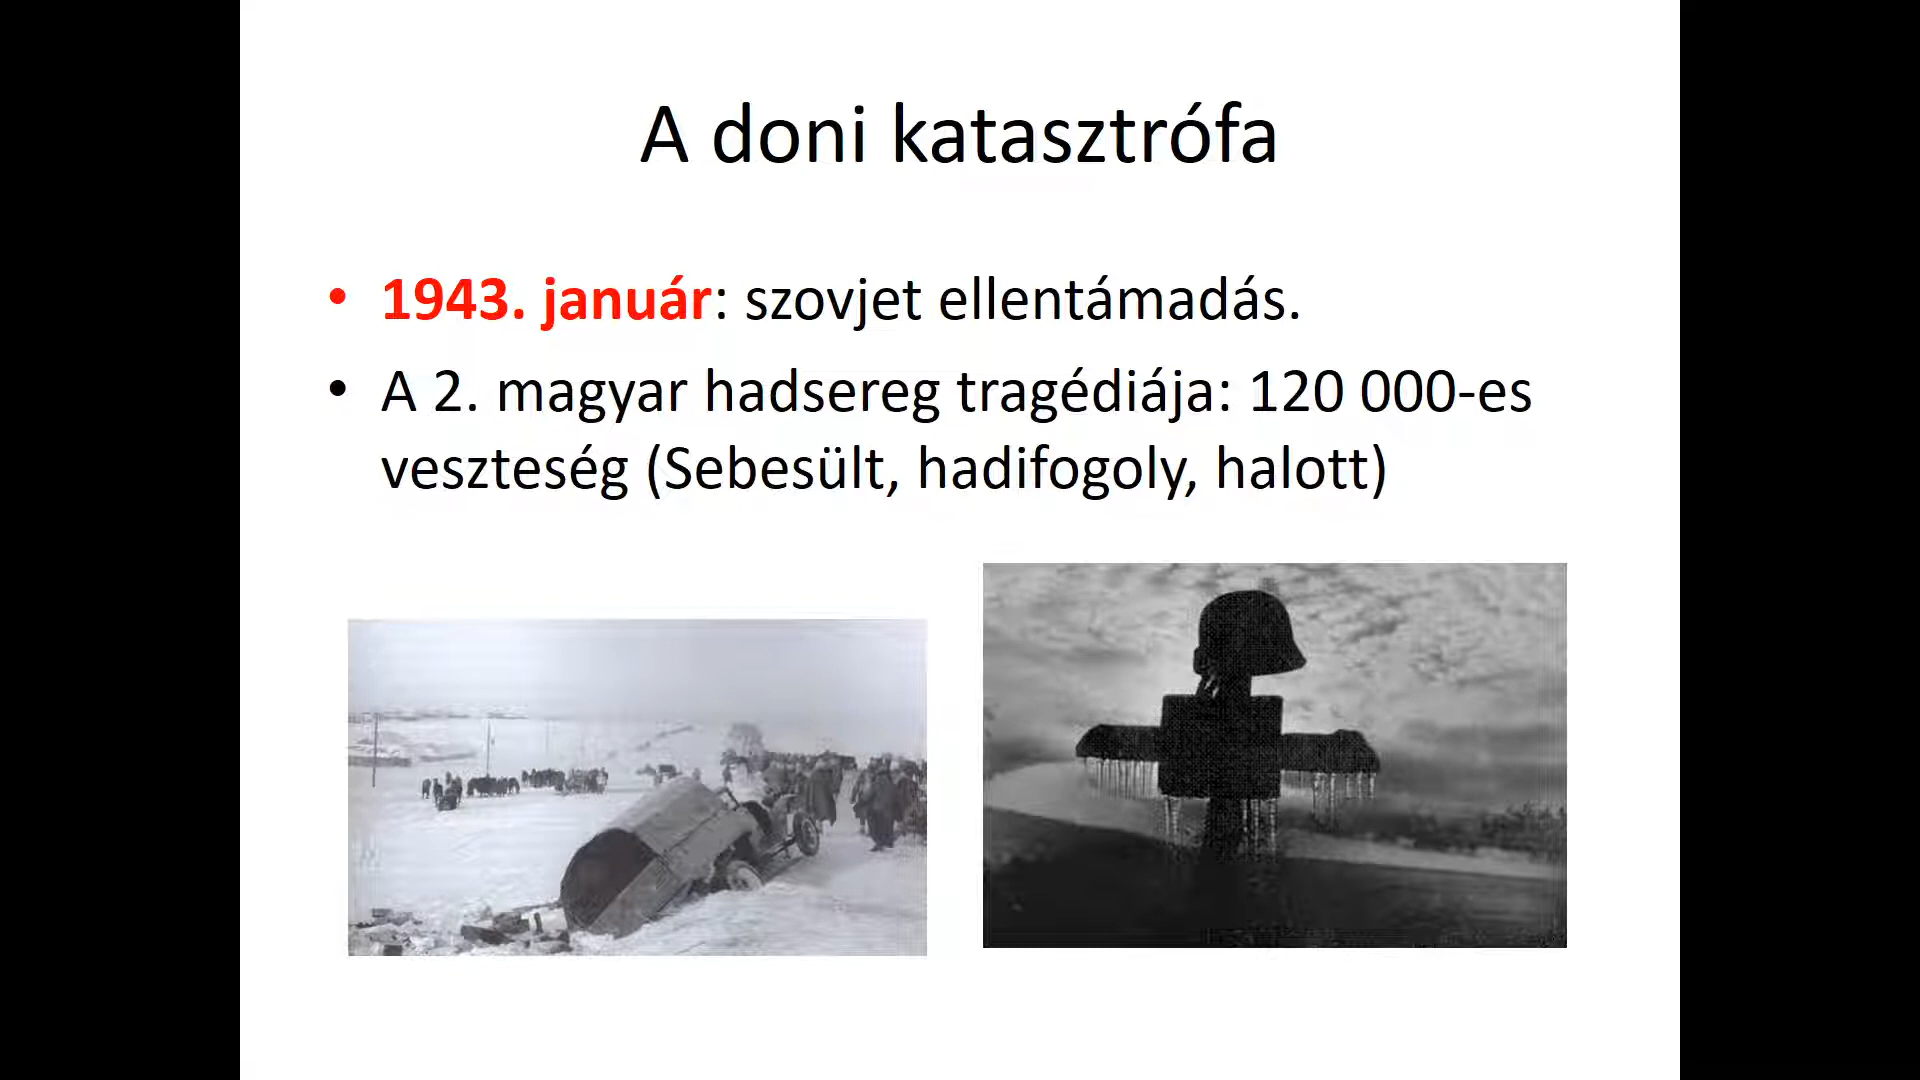 A doni katasztrófa
• 1943. január: szovjet ellentámadás.
• A 2. magyar hadsereg tragédiája: 120 000-es
veszteség (Sebesült, hadifogoly, halott)